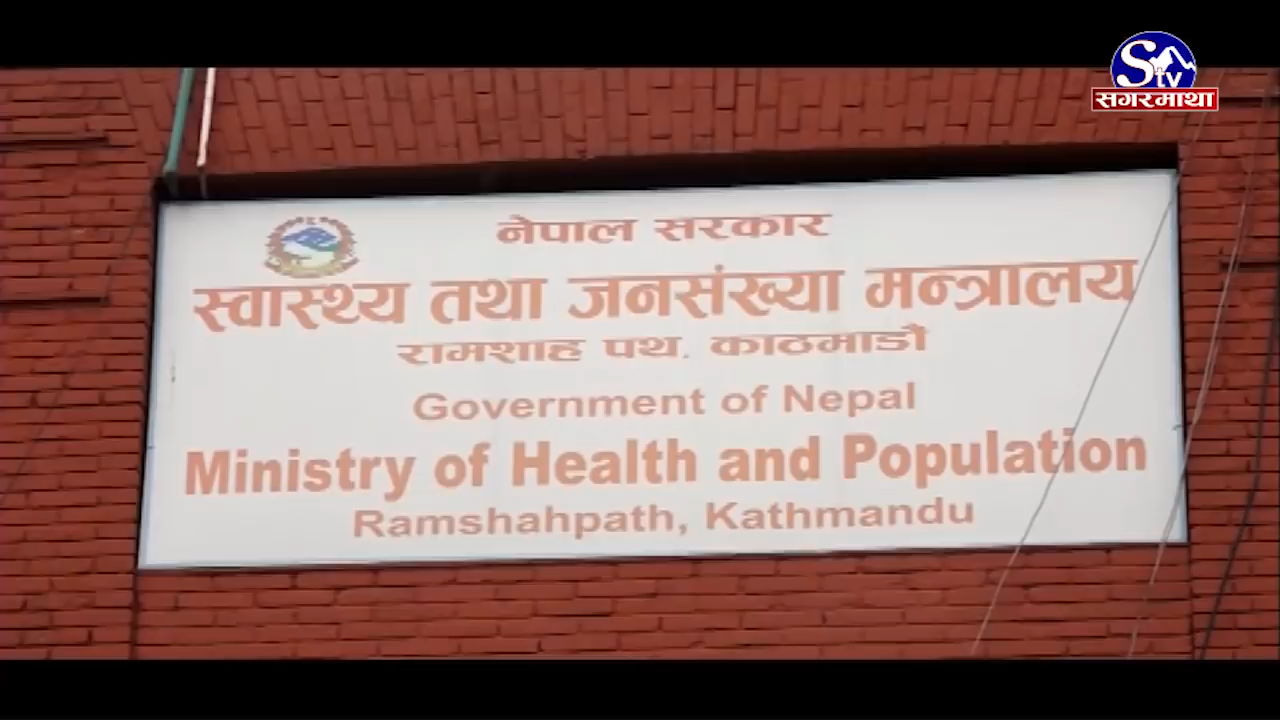 S tv
सगरमाथा
नेपाल सरकार
स्वास्थ्य तथा जनसंख्या मन्त्रालय
रामशाह पथ. काठमाडौं
Government of Nepal
Ministry of Health and Population
Ramshahpath, Kathmandu